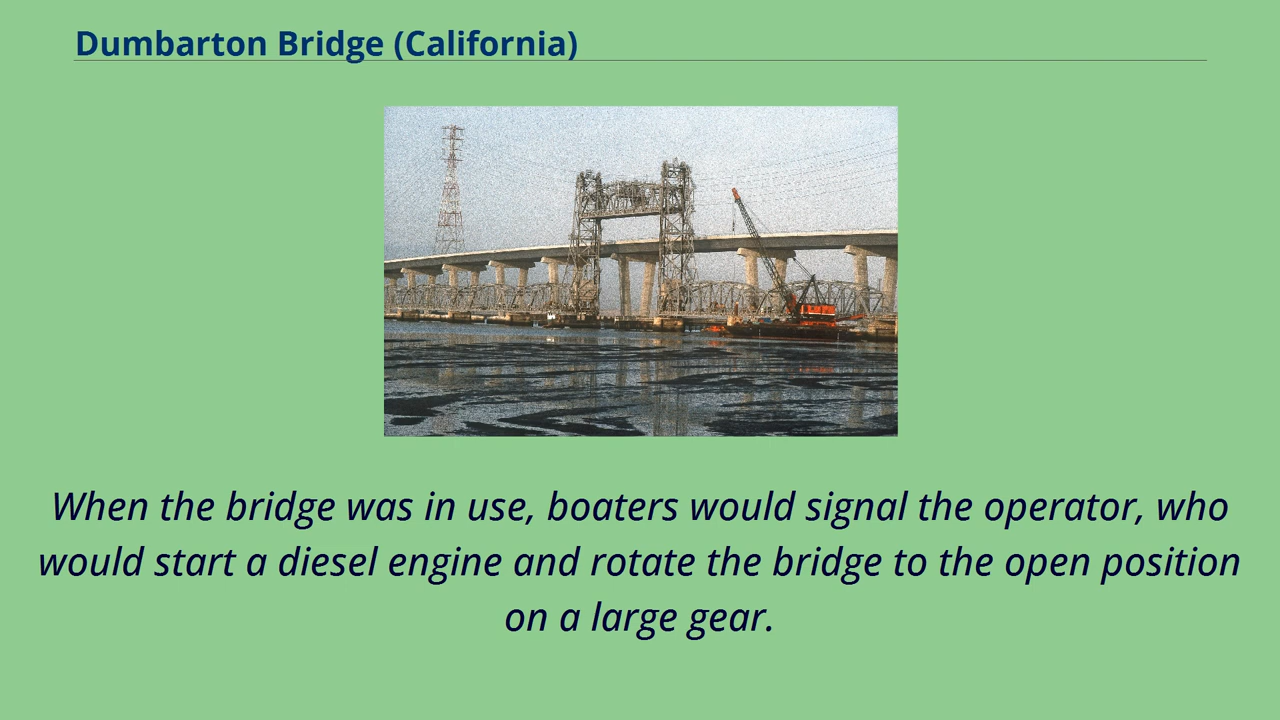 Dumbarton Bridge (California)
When the bridge was in use, boaters would signal the operator, who
would start a diesel engine and rotate the bridge to the open position
on a large gear.